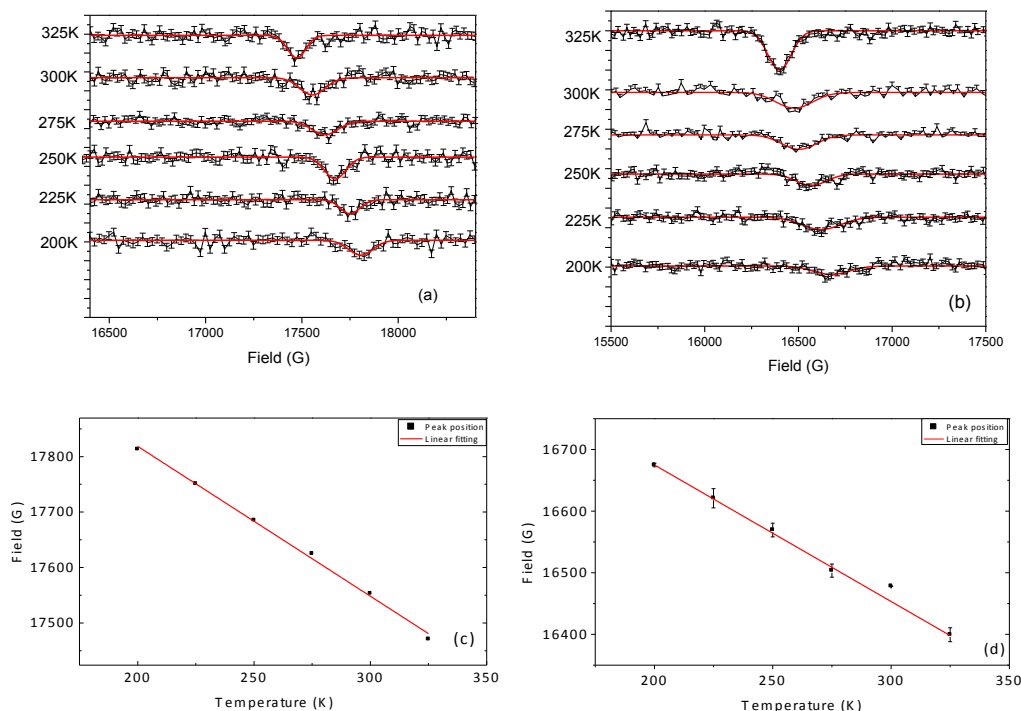 325K
300K
275K
250K
225K
200K
(a)
16500 17000 17500 18000
Field (G)
325K
300K
275K
250K
225K
200K
(b)
15500 16000 16500 17000 17500
Field (G)
Peak position
Linear fitting
17800
17700
17600
17500
Field (G)
(c)
200 250 300 350
Temperature (K)
Peak position
Linear fitting
16700
16600
16500
16400
Field (G)
(d)
200 250 300 350
Temperature (K)